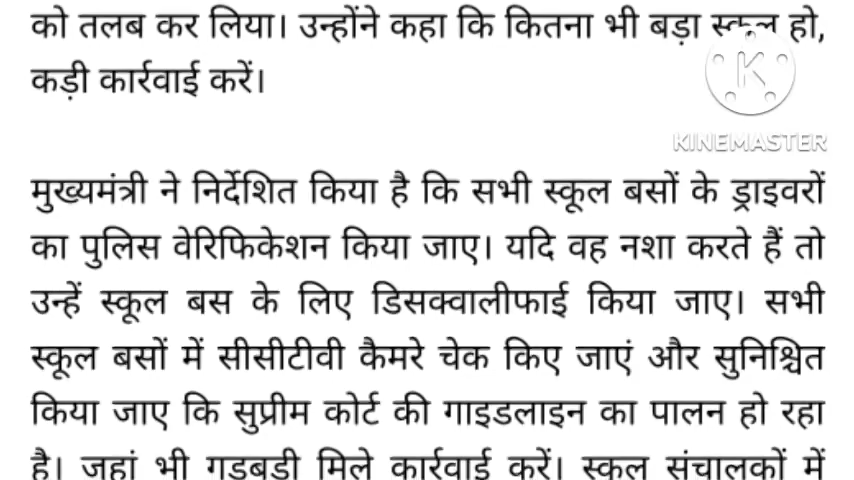 को तलब कर लिया। उन्होंने कहा कि कितना भी बड़ा स्कूल हो,
कड़ी कार्रवाई करें।
KINEMASTER
मुख्यमंत्री ने निर्देशित किया है कि सभी स्कूल बसों के ड्राइवरों
का पुलिस वेरिफिकेशन किया जाए। यदि वह नशा करते हैं तो
उन्हें स्कूल बस के लिए डिसक्वालीफाई किया जाए। सभी
स्कूल बसों में सीसीटीवी कैमरे चेक किए जाएं और सुनिश्चित
किया जाए कि सुप्रीम कोर्ट की गाइडलाइन का पालन हो रहा
है। जहां भी गड़बड़ी मिले कार्रवाई करें। स्कूल संचालकों में